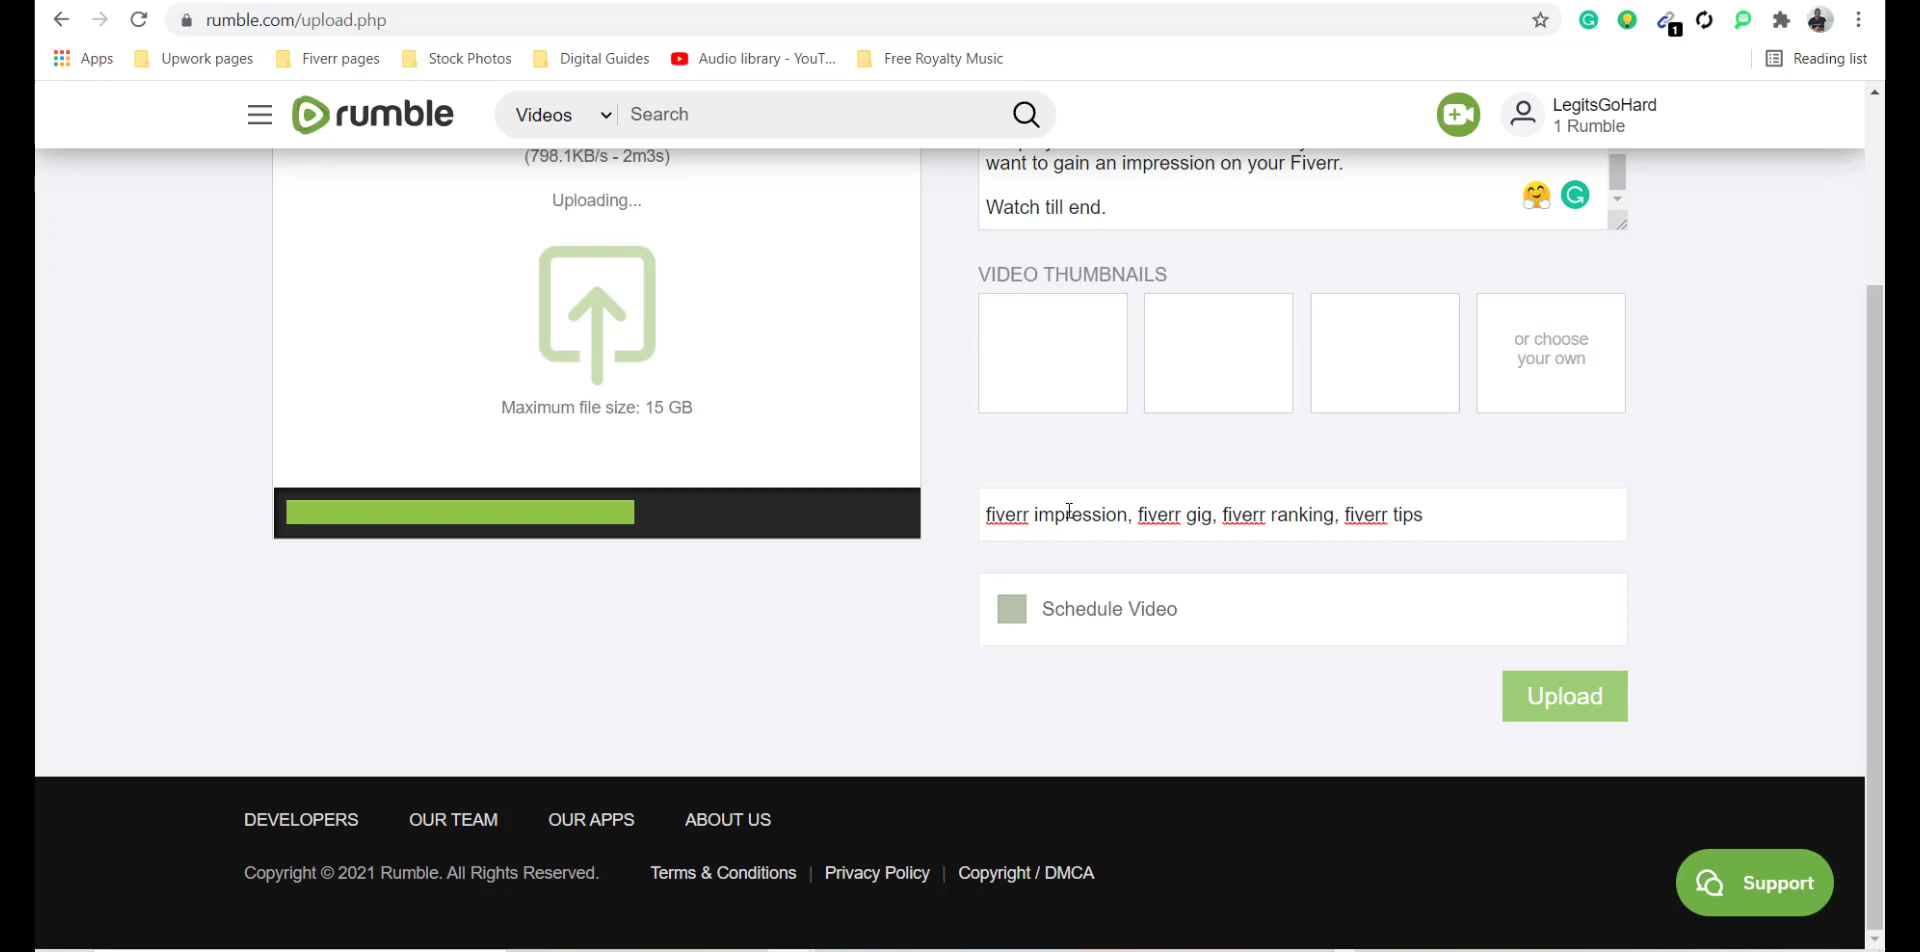 rumble.com/upload.php
1
Apps
Upwork pages
Fiverr pages
Stock Photos
Digital Guides
Audio library - YouT...
Free Royalty Music
Reading list
rumble
Videos
Search
LegitsGoHard
1 Rumble
(798.1KB/s - 2m3s)
Uploading...
Maximum file size: 15 GB
want to gain an impression on your Fiverr.
Watch till end.
VIDEO THUMBNAILS
or choose
your own
fiverr impression, fiverr gig, fiverr ranking, fiverr tips
Schedule Video
Upload
DEVELOPERS
OUR TEAM
OUR APPS
ABOUT US
Copyright © 2021 Rumble. All Rights Reserved.
Terms & Conditions | Privacy Policy | Copyright / DMCA
Support